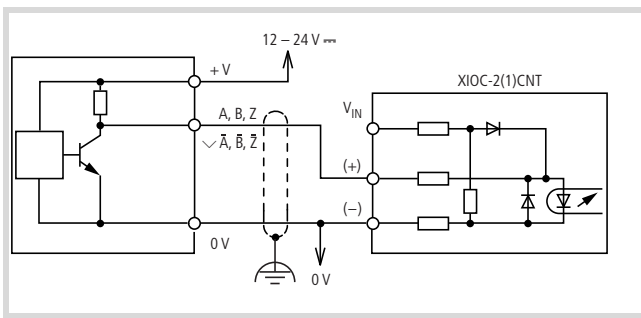 12 – 24 V ⎓
+ V
XIOC-2(1)CNT
A, B, Z
V_IN
∨ A̅, B̅, Z̅
(+)
(–)
0 V
0 V